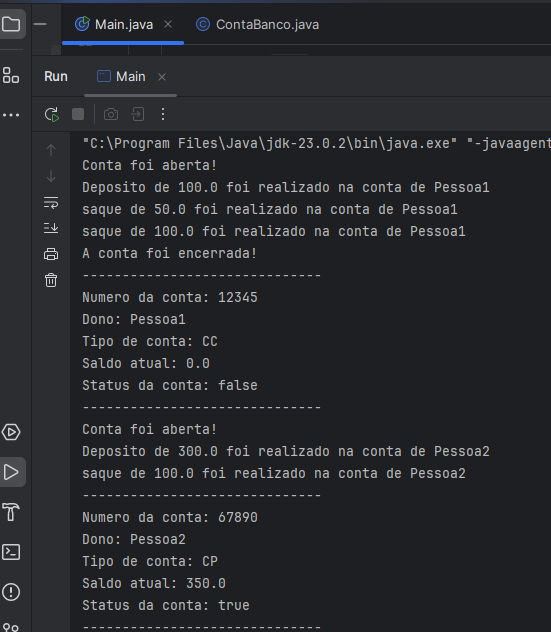 Main.java ContaBanco.java
Run Main
"C:\Program Files\Java\jdk-23.0.2\bin\java.exe" "-javaagent
Conta foi aberta!
Deposito de 100.0 foi realizado na conta de Pessoa1
saque de 50.0 foi realizado na conta de Pessoa1
saque de 100.0 foi realizado na conta de Pessoa1
A conta foi encerrada!
------------------------------
Numero da conta: 12345
Dono: Pessoa1
Tipo de conta: CC
Saldo atual: 0.0
Status da conta: false
------------------------------
Conta foi aberta!
Deposito de 300.0 foi realizado na conta de Pessoa2
saque de 100.0 foi realizado na conta de Pessoa2
------------------------------
Numero da conta: 67890
Dono: Pessoa2
Tipo de conta: CP
Saldo atual: 350.0
Status da conta: true
------------------------------